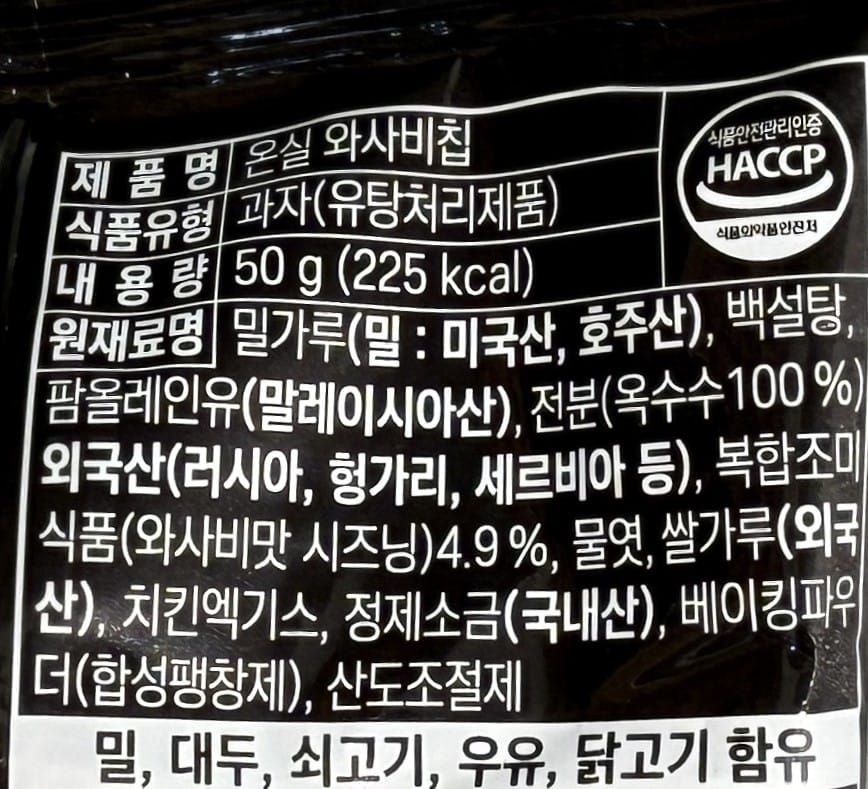 제 품 명 온실 와사비칩
식품유형 과자(유탕처리제품)
내 용 량 50 g (225 kcal)
식품안전관리인증
HACCP
원재료명 밀가루(밀 : 미국산, 호주산), 백설탕,
팜올레인유(말레이시아산), 전분(옥수수100 %)
외국산(러시아, 헝가리, 세르비아 등), 복합조미
식품(와사비맛 시즈닝)4.9 %, 물엿, 쌀가루(외국
산), 치킨엑기스, 정제소금(국내산), 베이킹파우
더(합성팽창제), 산도조절제
밀, 대두, 쇠고기, 우유, 닭고기 함유